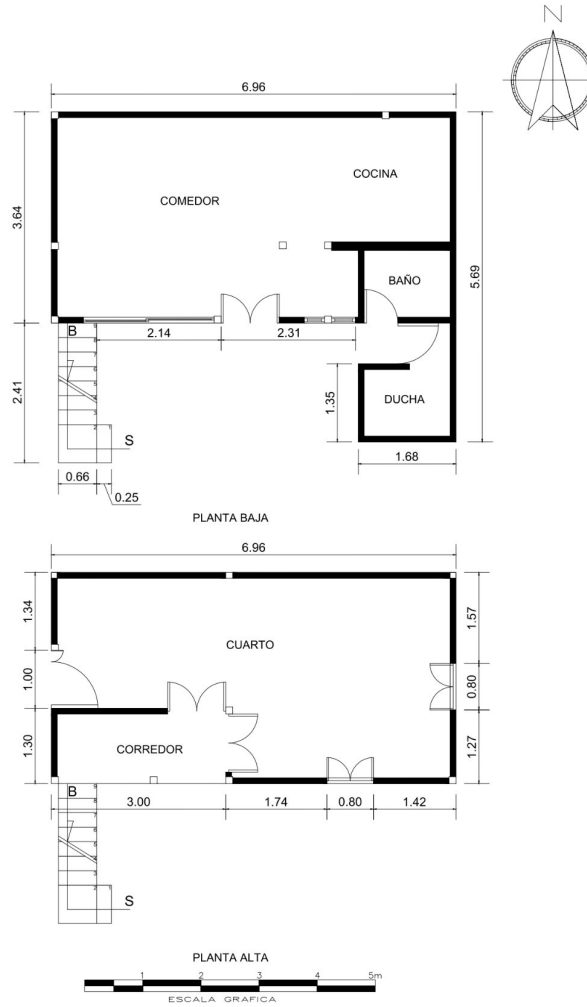 N
6.96
COCINA
COMEDOR
3.64
BAÑO
5.69
B
2.14
2.31
2.41
1.35
DUCHA
S
0.66
0.25
1.68
PLANTA BAJA
6.96
1.34
1.57
CUARTO
1.00
0.80
1.30
CORREDOR
1.27
B
3.00
1.74
0.80
1.42
S
PLANTA ALTA
1 2 3 4 5m
ESCALA GRAFICA